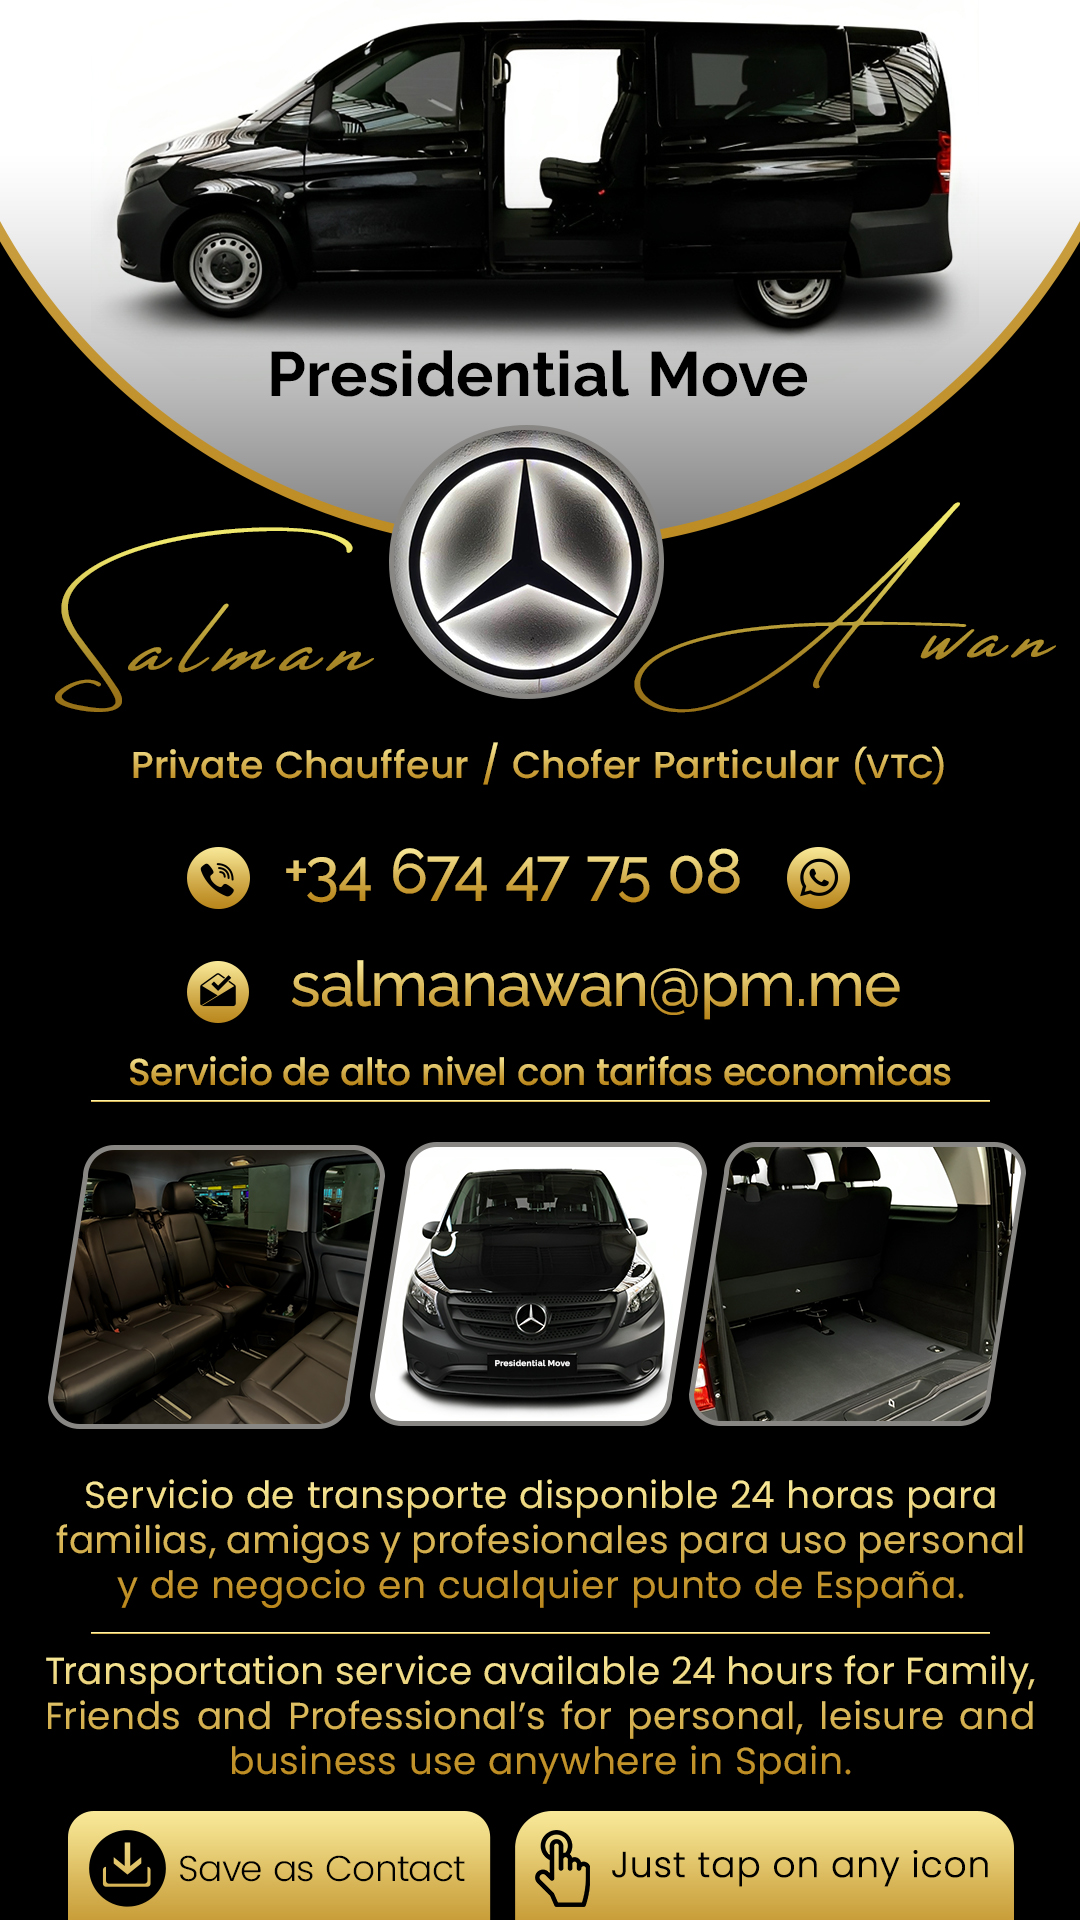 Presidential Move
Salman Awan
Private Chauffeur / Chofer Particular (VTC)
+34 674 47 75 08
salmanawan@pm.me
Servicio de alto nivel con tarifas economicas
Presidential Move
Servicio de transporte disponible 24 horas para
familias, amigos y profesionales para uso personal
y de negocio en cualquier punto de España.
Transportation service available 24 hours for Family,
Friends and Professional's for personal, leisure and
business use anywhere in Spain.
Save as Contact
Just tap on any icon